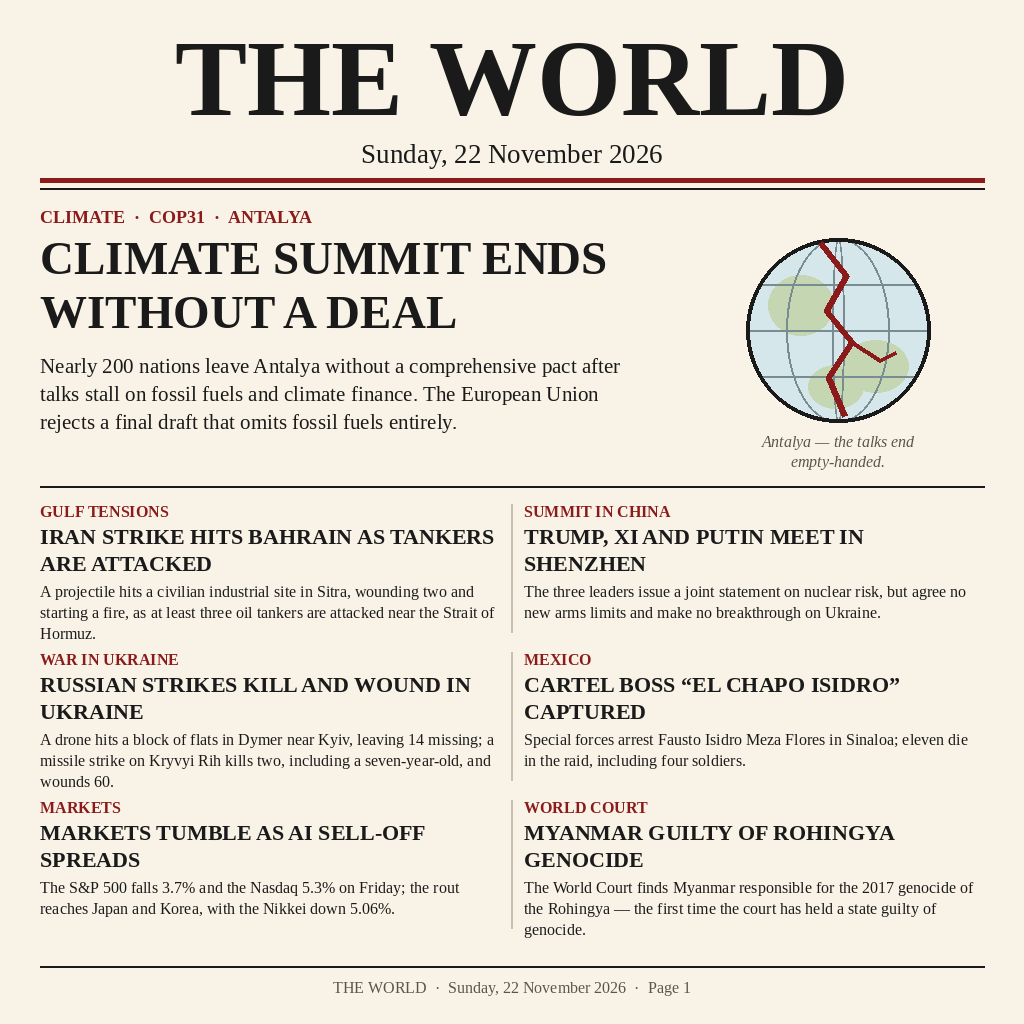 THE WORLD
Sunday, 22 November 2026
CLIMATE · COP31 · ANTALYA
CLIMATE SUMMIT ENDS
WITHOUT A DEAL
Nearly 200 nations leave Antalya without a comprehensive pact after
talks stall on fossil fuels and climate finance. The European Union
rejects a final draft that omits fossil fuels entirely.
Antalya — the talks end
empty-handed.
GULF TENSIONS
IRAN STRIKE HITS BAHRAIN AS TANKERS
ARE ATTACKED
A projectile hits a civilian industrial site in Sitra, wounding two and
starting a fire, as at least three oil tankers are attacked near the Strait of
Hormuz.
SUMMIT IN CHINA
TRUMP, XI AND PUTIN MEET IN
SHENZHEN
The three leaders issue a joint statement on nuclear risk, but agree no
new arms limits and make no breakthrough on Ukraine.
WAR IN UKRAINE
RUSSIAN STRIKES KILL AND WOUND IN
UKRAINE
A drone hits a block of flats in Dymer near Kyiv, leaving 14 missing; a
missile strike on Kryvyi Rih kills two, including a seven-year-old, and
wounds 60.
MEXICO
CARTEL BOSS “EL CHAPO ISIDRO”
CAPTURED
Special forces arrest Fausto Isidro Meza Flores in Sinaloa; eleven die
in the raid, including four soldiers.
MARKETS
MARKETS TUMBLE AS AI SELL-OFF
SPREADS
The S&P 500 falls 3.7% and the Nasdaq 5.3% on Friday; the rout
reaches Japan and Korea, with the Nikkei down 5.06%.
WORLD COURT
MYANMAR GUILTY OF ROHINGYA
GENOCIDE
The World Court finds Myanmar responsible for the 2017 genocide of
the Rohingya — the first time the court has held a state guilty of
genocide.
THE WORLD · Sunday, 22 November 2026 · Page 1